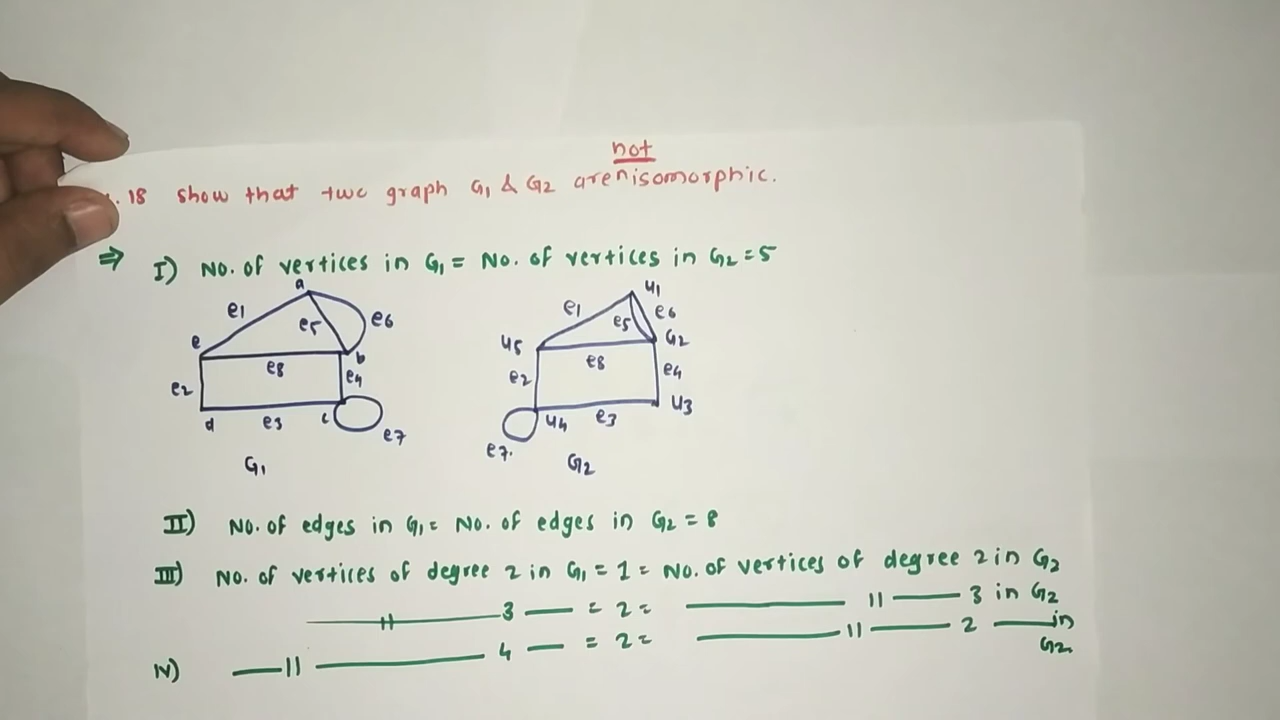 not
. 18 show that two graph G1 & G2 are n isomorphic.
⇒ I) No. of vertices in G1 = No. of vertices in G2 = 5
a u1
e1 e5 e6 e1 e5 e6
e b u5 G2
e8 e4 e8 e4
e2 e2
d e3 c u4 e3 u3
e7 e7.
G1 G2
II) No. of edges in G1 = No. of edges in G2 = 8
III) No. of vertices of degree 2 in G1 = 1 = No. of vertices of degree 2 in G2
—11— 3 — = 2 = —11— 3 in G2
IV) —11— 4 — = 2 = —11— 2 — in G2